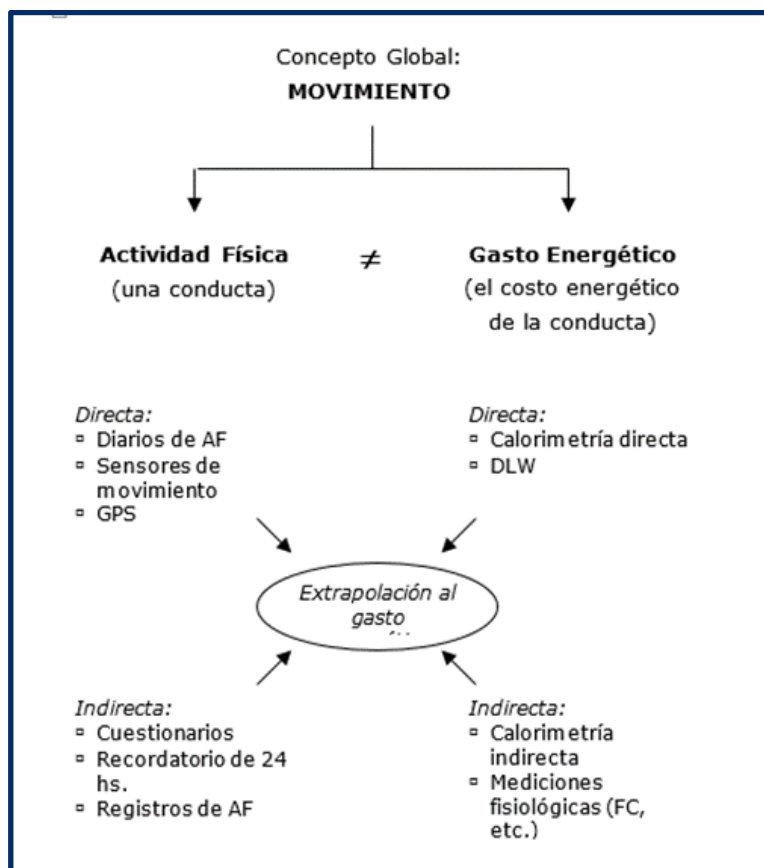 Concepto Global:
MOVIMIENTO
Actividad Física
(una conducta)
≠
Gasto Energético
(el costo energético
de la conducta)
Directa:
▫ Diarios de AF
▫ Sensores de
movimiento
▫ GPS
Directa:
▫ Calorimetría directa
▫ DLW
Extrapolación al
gasto
Indirecta:
▫ Cuestionarios
▫ Recordatorio de 24
hs.
▫ Registros de AF
Indirecta:
▫ Calorimetría
indirecta
▫ Mediciones
fisiológicas (FC,
etc.)